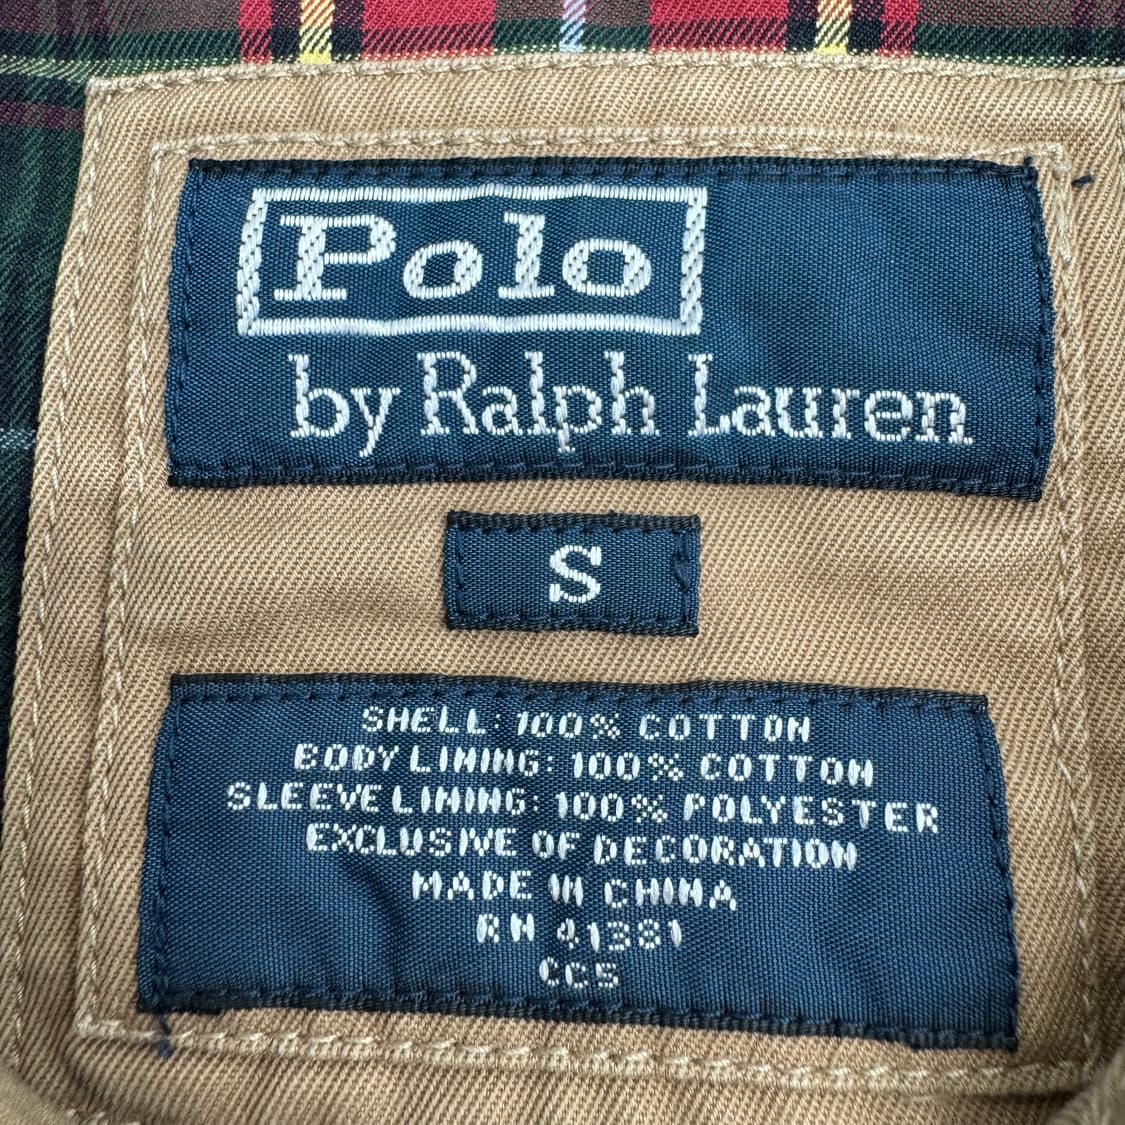 Polo
by Ralph Lauren
S
SHELL: 100% COTTON
BODY LINING: 100% COTTON
SLEEVE LINING: 100% POLYESTER
EXCLUSIVE OF DECORATION
MADE IN CHINA
RN 41381
CC5